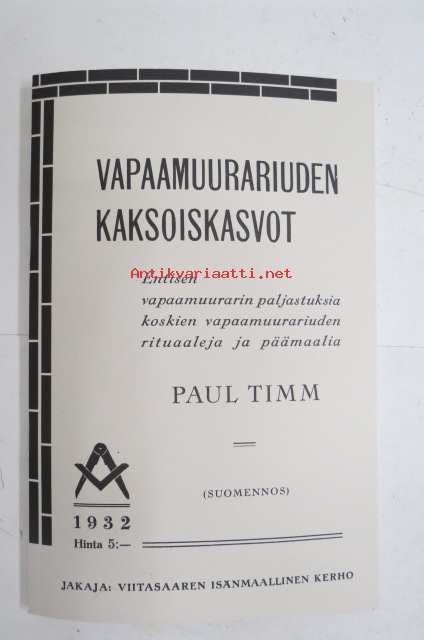 VAPAAMUURARIUDEN
KAKSOISKASVOT
Antikvariaatti.net
Entisen
vapaamuurarin paljastuksia
koskien vapaamuurariuden
rituaaleja ja päämaalia
PAUL TIMM
(SUOMENNOS)
1932
Hinta 5:—
JAKAJA: VIITASAAREN ISÄNMAALLINEN KERHO